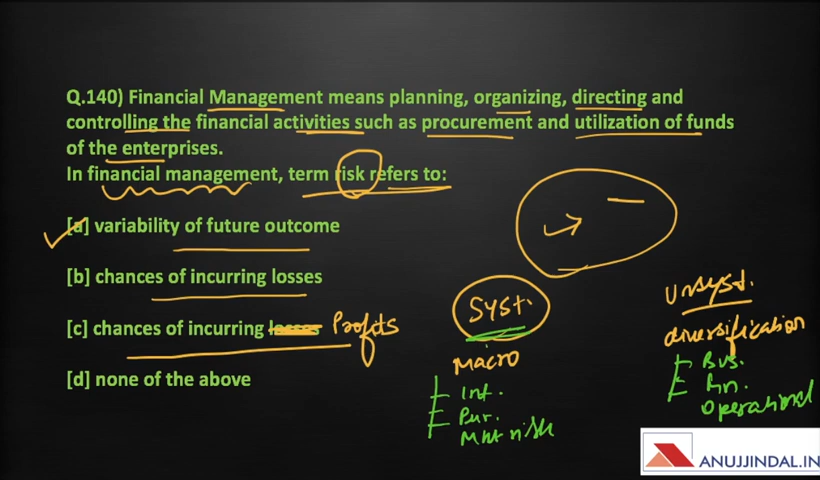 Q.140) Financial Management means planning, organizing, directing and
controlling the financial activities such as procurement and utilization of funds
of the enterprises.
In financial management, term risk refers to:
[a] variability of future outcome
[b] chances of incurring losses
[c] chances of incurring losses Profits
[d] none of the above
Syst.
Macro
Int.
Pur.
Mkt risk
Unsyst.
diversification
Bus.
Fin.
Operational
ANUJJINDAL.IN